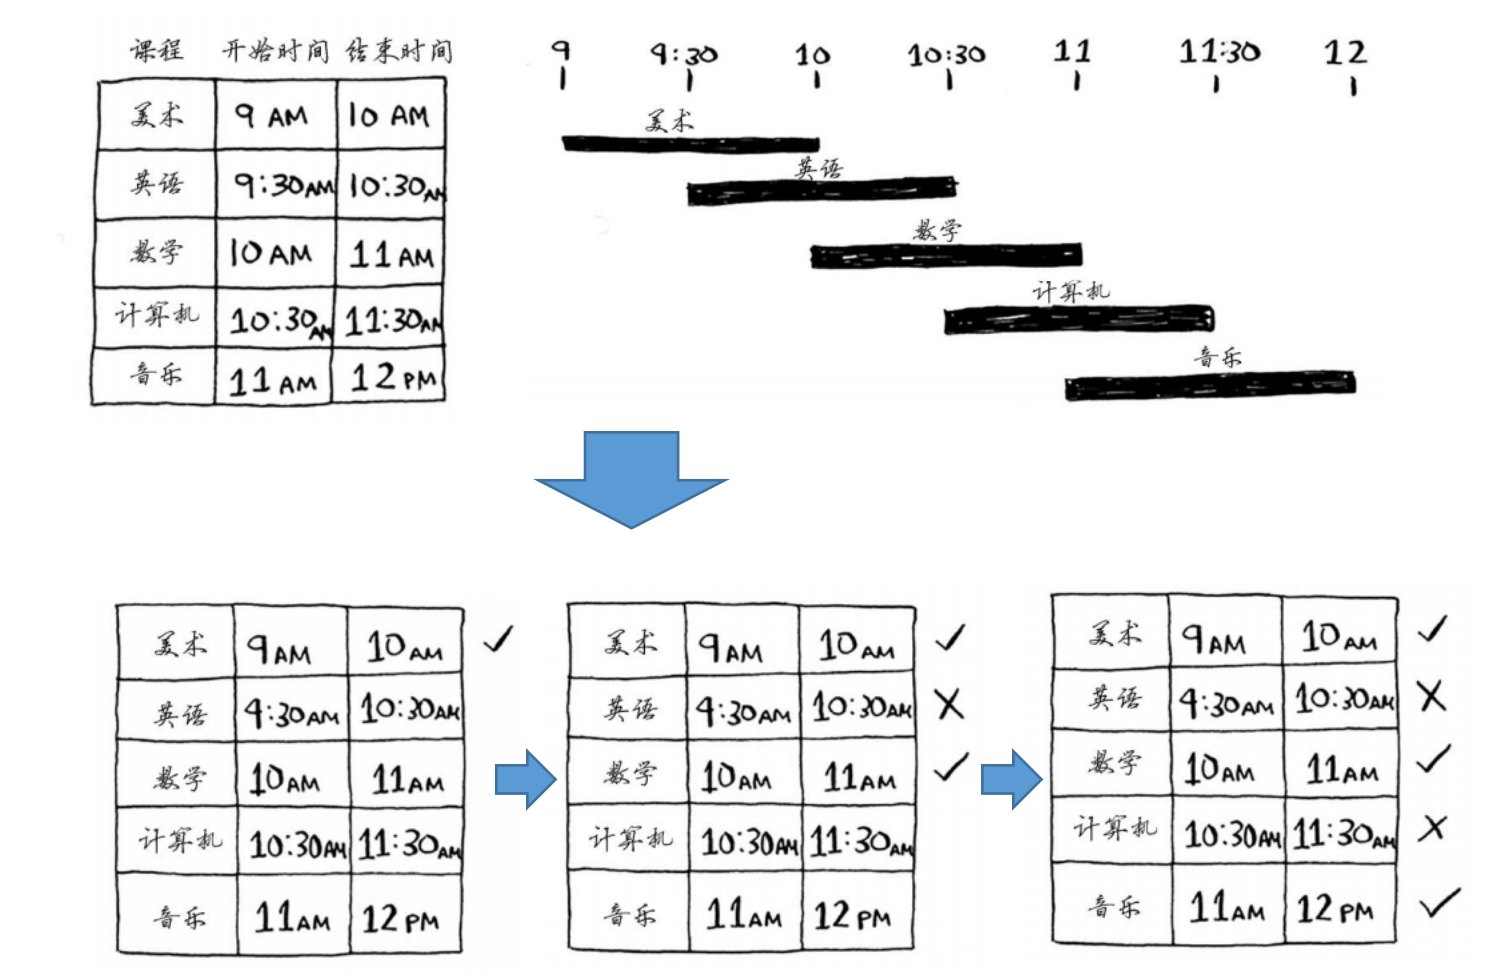 课程 开始时间 结束时间
美术 9 AM 10 AM
英语 9:30AM 10:30AM
数学 10 AM 11 AM
计算机 10:30AM 11:30AM
音乐 11 AM 12 PM
9 9:30 10 10:30 11 11:30 12
美术
英语
数学
计算机
音乐
美术 9AM 10AM ✓
英语 9:30AM 10:30AM
数学 10AM 11AM
计算机 10:30AM 11:30AM
音乐 11AM 12PM
美术 9AM 10AM ✓
英语 9:30AM 10:30AM X
数学 10AM 11AM ✓
计算机 10:30AM 11:30AM
音乐 11AM 12PM
美术 9AM 10AM ✓
英语 9:30AM 10:30AM X
数学 10AM 11AM ✓
计算机 10:30AM 11:30AM X
音乐 11AM 12PM ✓